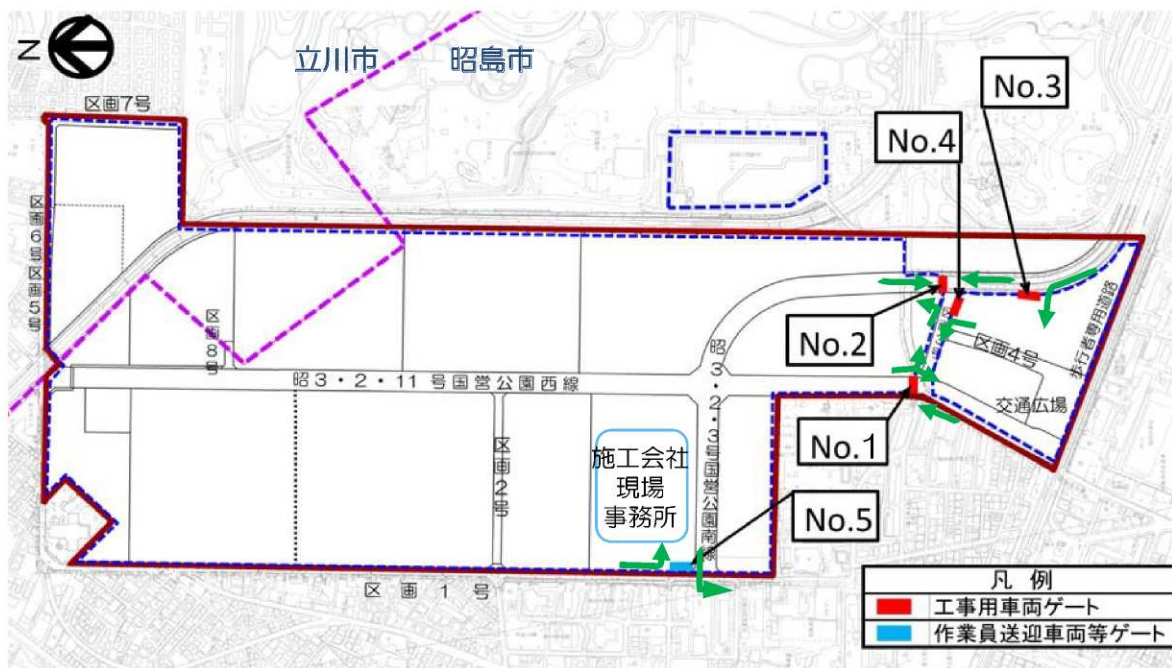 N
立川市
昭島市
区画7号
区画6号
区画5号
区画8号
No.3
No.4
No.2
区画4号
歩行者専用道路
交通広場
No.1
昭3・2・11号国営公園西線
昭3・2・3号国営公園南線
区画2号
施工会社
現場
事務所
No.5
区画1号
凡例
工事用車両ゲート
作業員送迎車両等ゲート